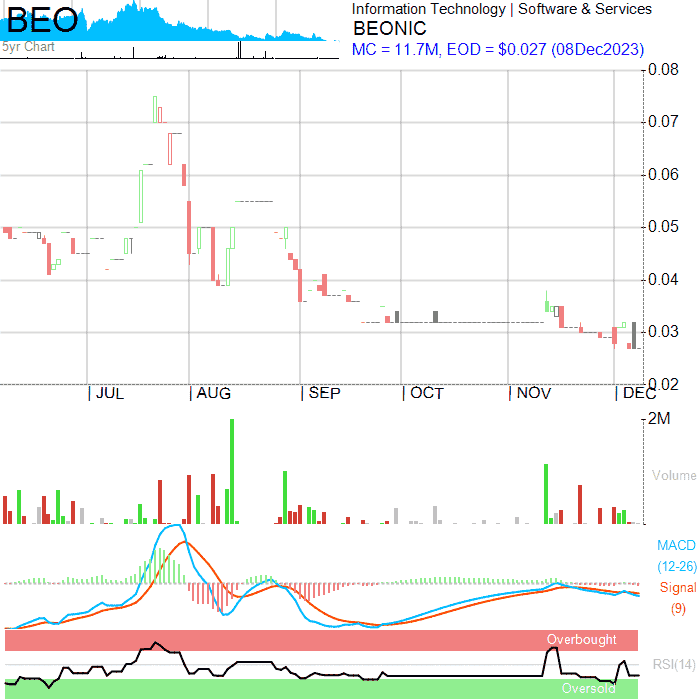 BEO
5yr Chart
Information Technology | Software & Services
BEONIC
MC = 11.7M, EOD = $0.027 (08Dec2023)
0.08
0.07
0.06
0.05
0.04
0.03
0.02
JUL AUG SEP OCT NOV DEC
2M
Volume
MACD
(12-26)
Signal
(9)
Overbought
RSI(14)
Oversold